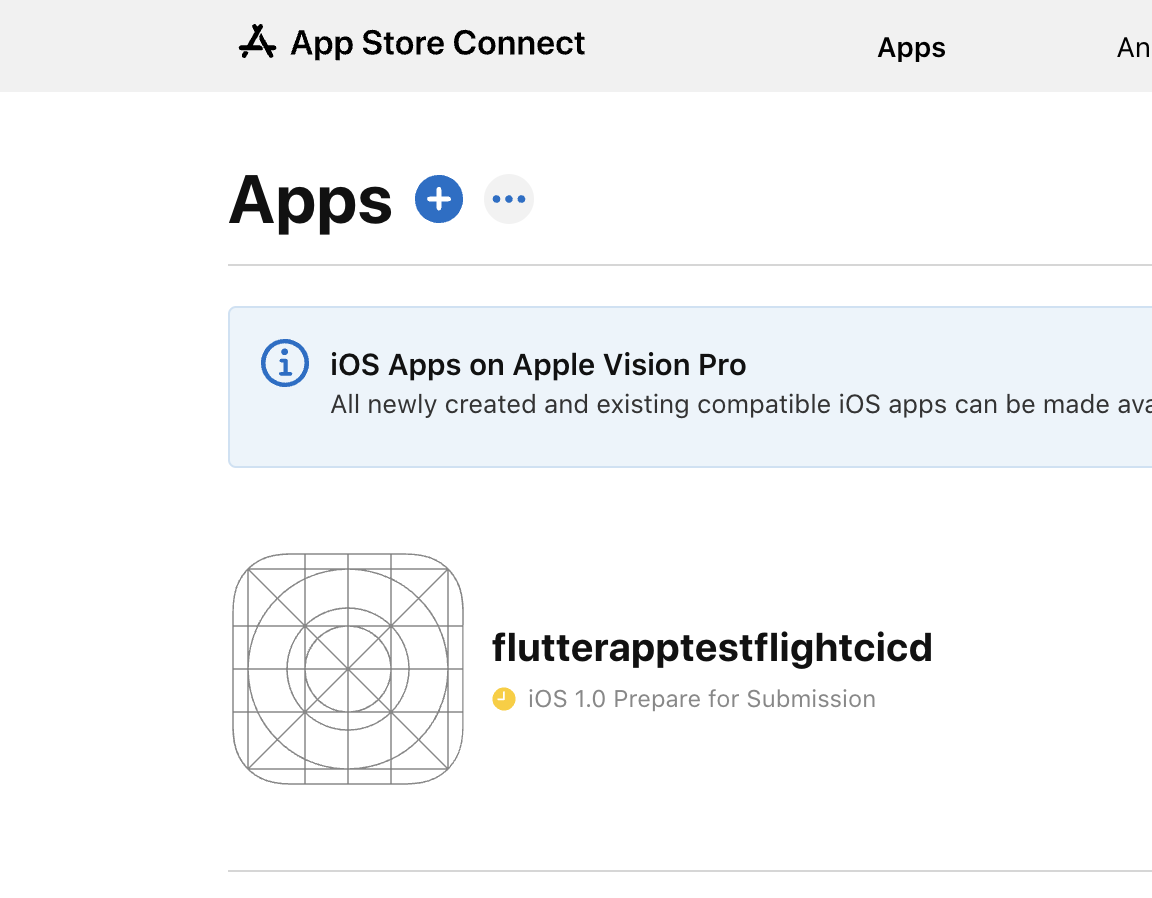 App Store Connect
Apps
An
Apps
iOS Apps on Apple Vision Pro
All newly created and existing compatible iOS apps can be made ava
flutterapptestflightcicd
iOS 1.0 Prepare for Submission